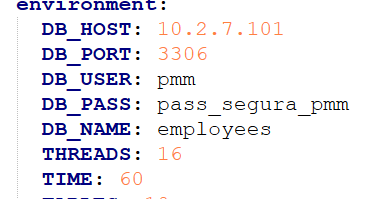 environment:
DB_HOST: 10.2.7.101
DB_PORT: 3306
DB_USER: pmm
DB_PASS: pass_segura_pmm
DB_NAME: employees
THREADS: 16
TIME: 60